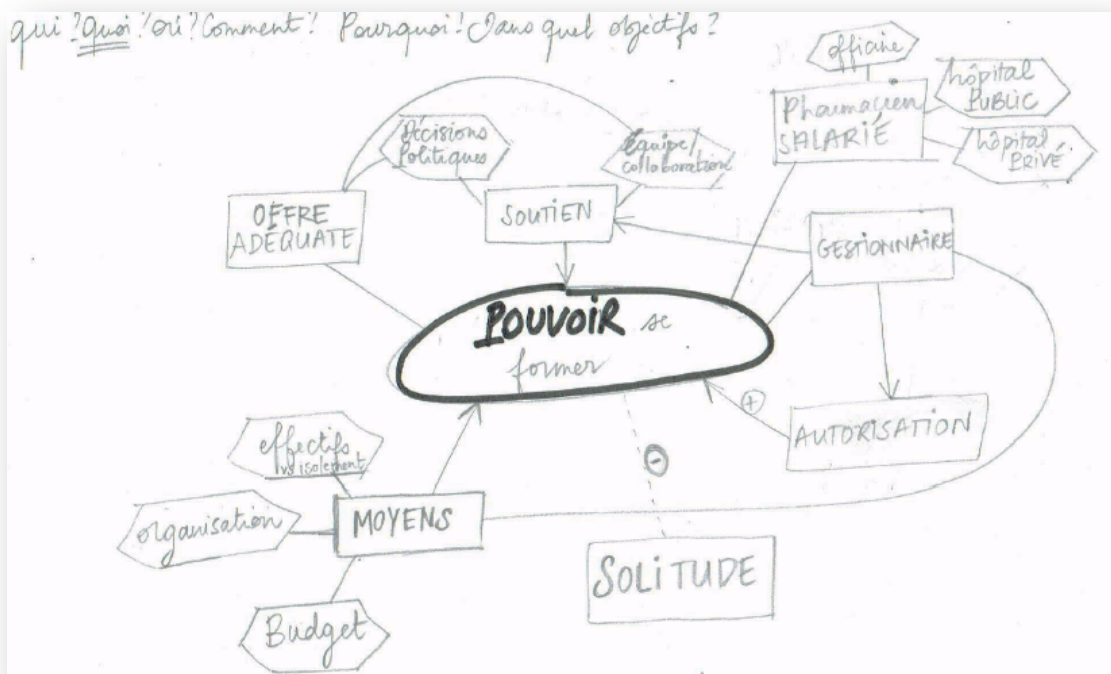 qui? quoi? où? Comment? Pourquoi? Dans quel objectifs?
officine
Pharmacien
SALARIÉ
hôpital
PUBLIC
hôpital
PRIVÉ
Décisions
Politiques
Équipe/
collaboration
OFFRE
ADÉQUATE
SOUTIEN
GESTIONNAIRE
POUVOIR se
former
+
AUTORISATION
effectifs
vs isolement
-
organisation
MOYENS
SOLITUDE
Budget